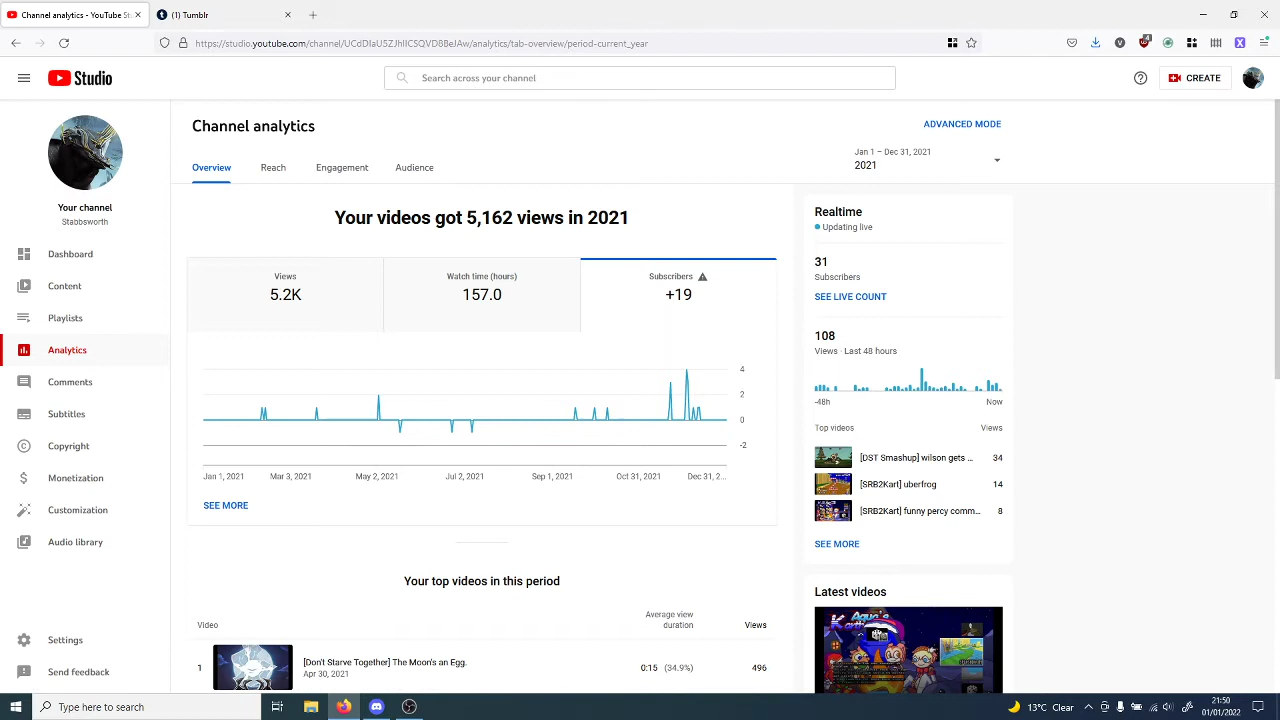 Channel analytics - YouTube St
(1) Tumblr
https://studio.youtube.com/channel/UCdDIaU5ZJhIICSQVDR8eJAw/analytics/tab-overview/period-current_year
Studio
Search across your channel
CREATE
Your channel
Stabbsworth
Dashboard
Content
Playlists
Analytics
Comments
Subtitles
Copyright
Monetization
Customization
Audio library
Settings
Send feedback
Channel analytics
ADVANCED MODE
Overview
Reach
Engagement
Audience
Jan 1 – Dec 31, 2021
2021
Your videos got 5,162 views in 2021
Views
5.2K
Watch time (hours)
157.0
Subscribers
+19
4
2
0
-2
Jan 1, 2021
Mar 3, 2021
May 2, 2021
Jul 2, 2021
Sep 1, 2021
Oct 31, 2021
Dec 31, 2...
SEE MORE
Your top videos in this period
Video
Average view
duration
Views
1
[Don't Starve Together] The Moon's an Egg.
Apr 30, 2021
0:15 (34.9%)
496
Realtime
Updating live
31
Subscribers
SEE LIVE COUNT
108
Views · Last 48 hours
-48h
Now
Top videos
Views
[DST Smashup] wilson gets ...
34
[SRB2Kart] uberfrog
14
[SRB2Kart] funny percy comm...
8
SEE MORE
Latest videos
Type here to search
13°C Clear
21:50
01/01/2022